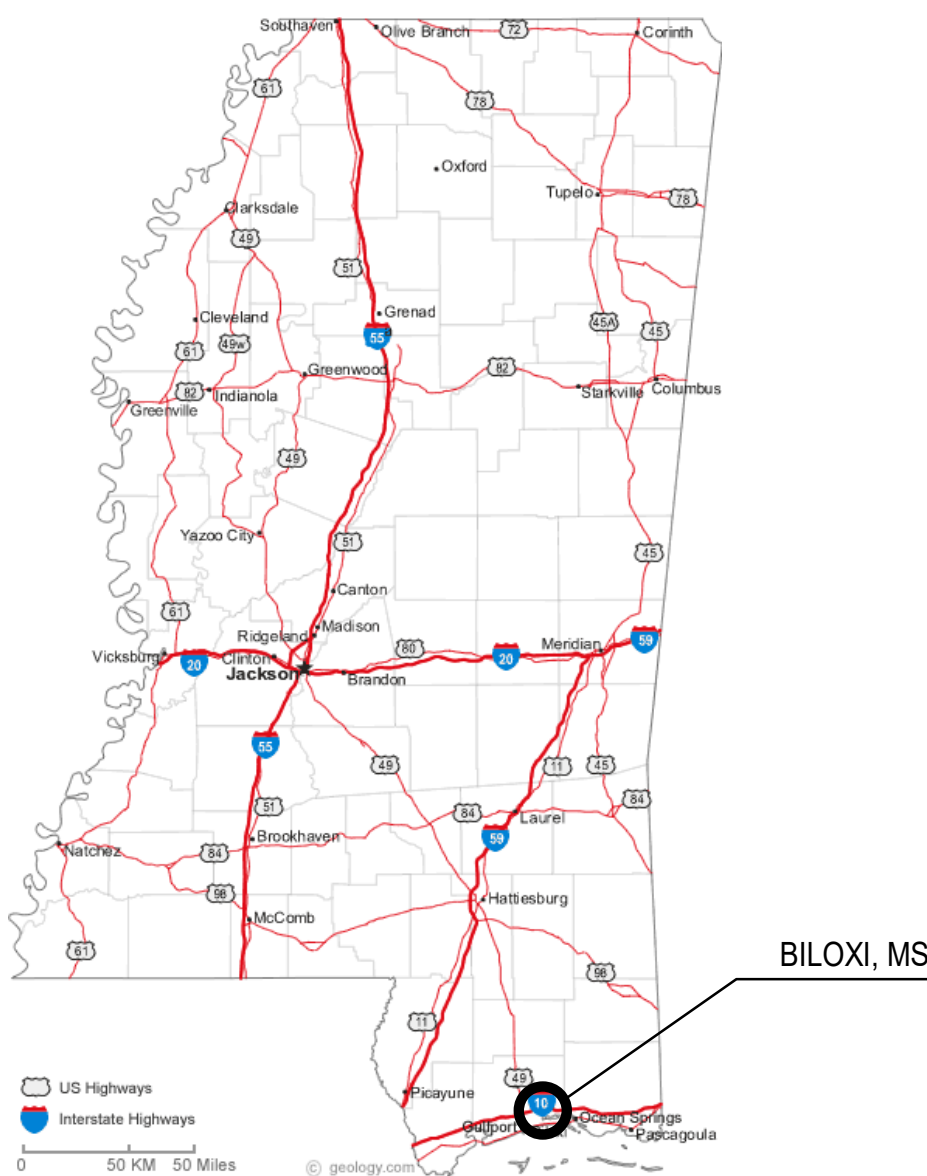 Southaven
Olive Branch
72
Corinth
61
78
Oxford
Tupelo
78
Clarksdale
49
51
Grenad
Cleveland
55
45A
45
49w
61
Greenwood
82
82
Indianola
Starkville
Columbus
Greenville
49
Yazoo City
51
45
Canton
61
Madison
Ridgeland
Meridian
59
80
Vicksburg
20
Clinton
20
Jackson
Brandon
55
49
11
45
51
84
84
Laurel
59
Brookhaven
Natchez
84
98
Hattiesburg
McComb
61
BILOXI, MS
98
11
US Highways
Picayune
49
10
Interstate Highways
Ocean Springs
Gulfport
Pascagoula
0 50 KM 50 Miles
© geology.com